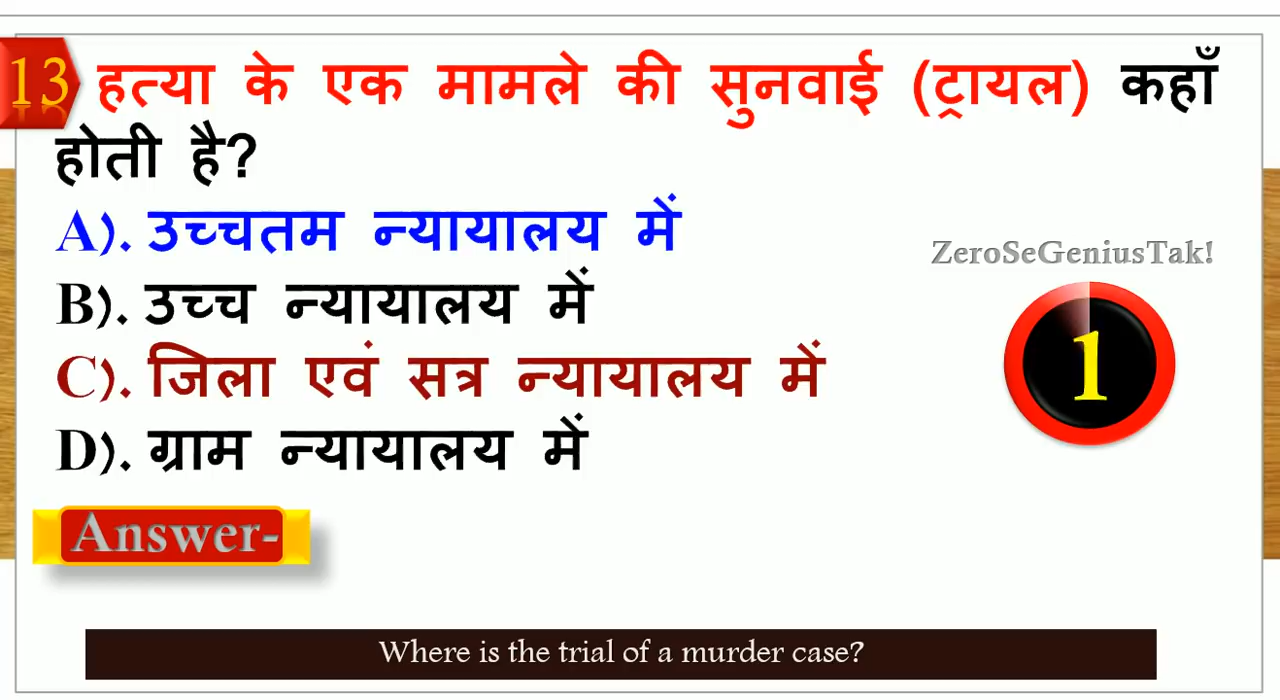 13 हत्या के एक मामले की सुनवाई (ट्रायल) कहाँ
होती है?
A). उच्चतम न्यायालय में
ZeroSeGeniusTak!
B). उच्च न्यायालय में
1
C). जिला एवं सत्र न्यायालय में
D). ग्राम न्यायालय में
Answer-
Where is the trial of a murder case?